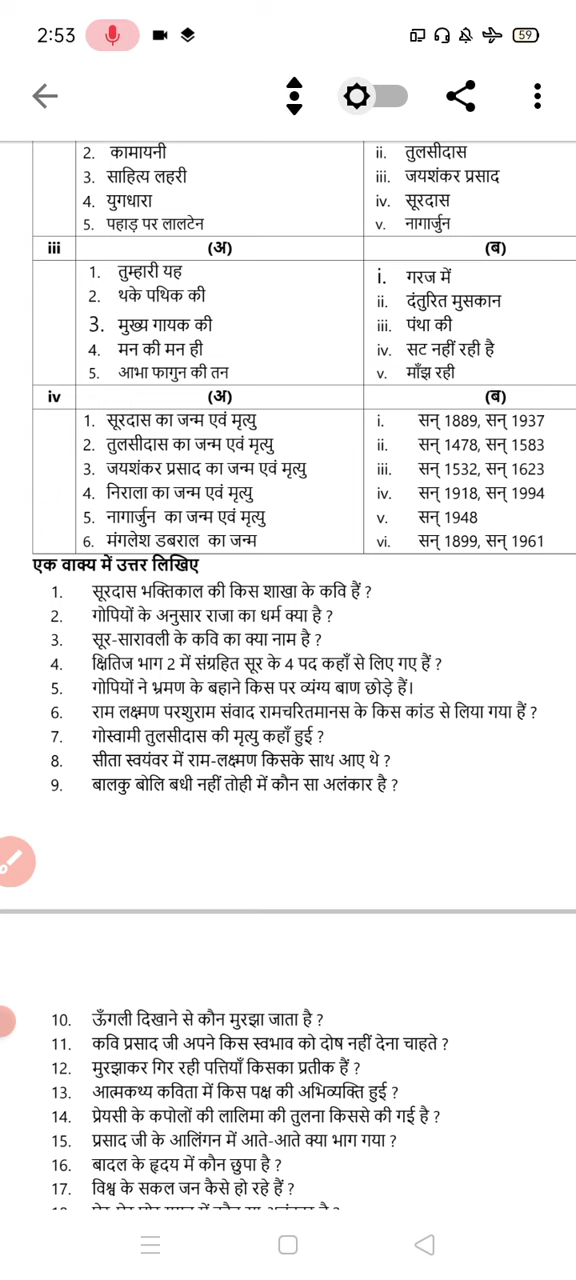 2:53 59
2. कामायनी ii. तुलसीदास
3. साहित्य लहरी iii. जयशंकर प्रसाद
4. युगधारा iv. सूरदास
5. पहाड़ पर लालटेन v. नागार्जुन
iii (अ) (ब)
1. तुम्हारी यह i. गरज में
2. थके पथिक की ii. दंतुरित मुसकान
3. मुख्य गायक की iii. पंथा की
4. मन की मन ही iv. सट नहीं रही है
5. आभा फागुन की तन v. माँझ रही
iv (अ) (ब)
1. सूरदास का जन्म एवं मृत्यु i. सन् 1889, सन् 1937
2. तुलसीदास का जन्म एवं मृत्यु ii. सन् 1478, सन् 1583
3. जयशंकर प्रसाद का जन्म एवं मृत्यु iii. सन् 1532, सन् 1623
4. निराला का जन्म एवं मृत्यु iv. सन् 1918, सन् 1994
5. नागार्जुन का जन्म एवं मृत्यु v. सन् 1948
6. मंगलेश डबराल का जन्म vi. सन् 1899, सन् 1961
एक वाक्य में उत्तर लिखिए
1. सूरदास भक्तिकाल की किस शाखा के कवि हैं ?
2. गोपियों के अनुसार राजा का धर्म क्या है ?
3. सूर-सारावली के कवि का क्या नाम है ?
4. क्षितिज भाग 2 में संग्रहित सूर के 4 पद कहाँ से लिए गए हैं ?
5. गोपियों ने भ्रमण के बहाने किस पर व्यंग्य बाण छोड़े हैं।
6. राम लक्ष्मण परशुराम संवाद रामचरितमानस के किस कांड से लिया गया हैं ?
7. गोस्वामी तुलसीदास की मृत्यु कहाँ हुई ?
8. सीता स्वयंवर में राम-लक्ष्मण किसके साथ आए थे ?
9. बालकु बोलि बधी नहीं तोही में कौन सा अलंकार है ?
10. ऊँगली दिखाने से कौन मुरझा जाता है ?
11. कवि प्रसाद जी अपने किस स्वभाव को दोष नहीं देना चाहते ?
12. मुरझाकर गिर रही पत्तियाँ किसका प्रतीक हैं ?
13. आत्मकथ्य कविता में किस पक्ष की अभिव्यक्ति हुई ?
14. प्रेयसी के कपोलों की लालिमा की तुलना किससे की गई है ?
15. प्रसाद जी के आलिंगन में आते-आते क्या भाग गया ?
16. बादल के हृदय में कौन छुपा है ?
17. विश्व के सकल जन कैसे हो रहे हैं ?